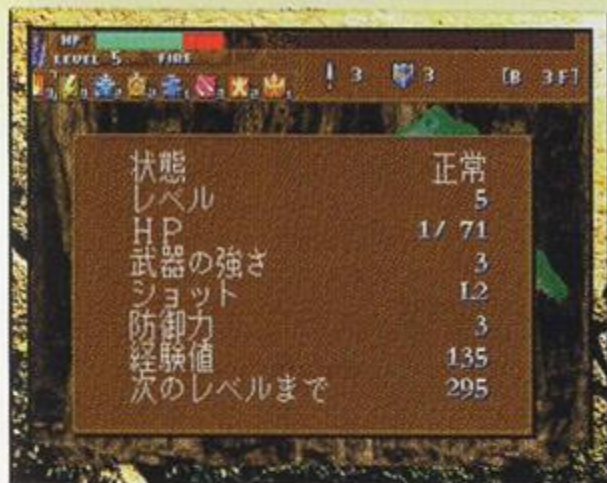 HP
LEVEL 5 FIRE
3 3 [B 3F]
状態 正常
レベル 5
HP 1/ 71
武器の強さ 3
ショット L2
防御力 3
経験値 135
次のレベルまで 295